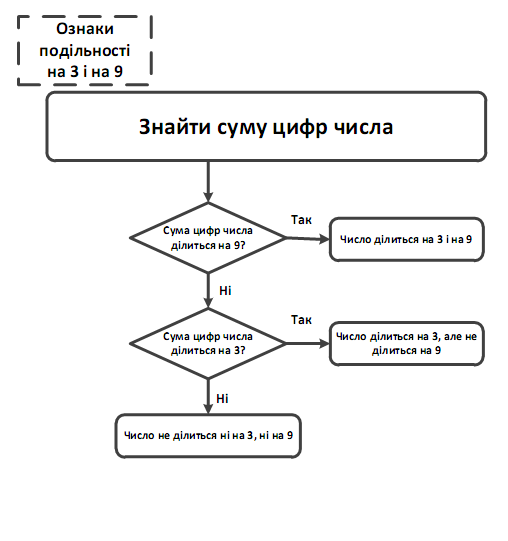 Ознаки
подільності
на 3 і на 9
Знайти суму цифр числа
Сума цифр числа
ділиться на 9?
Так
Число ділиться на 3 і на 9
Ні
Сума цифр числа
ділиться на 3?
Так
Число ділиться на 3, але не
ділиться на 9
Ні
Число не ділиться ні на 3, ні на 9